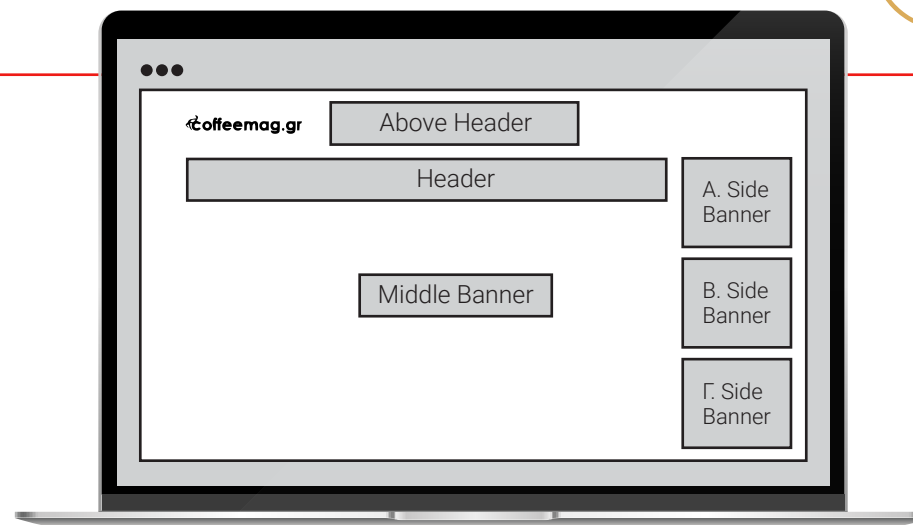 coffeemag.gr
Above Header
Header
Α. Side
Banner
Middle Banner
Β. Side
Banner
Γ. Side
Banner